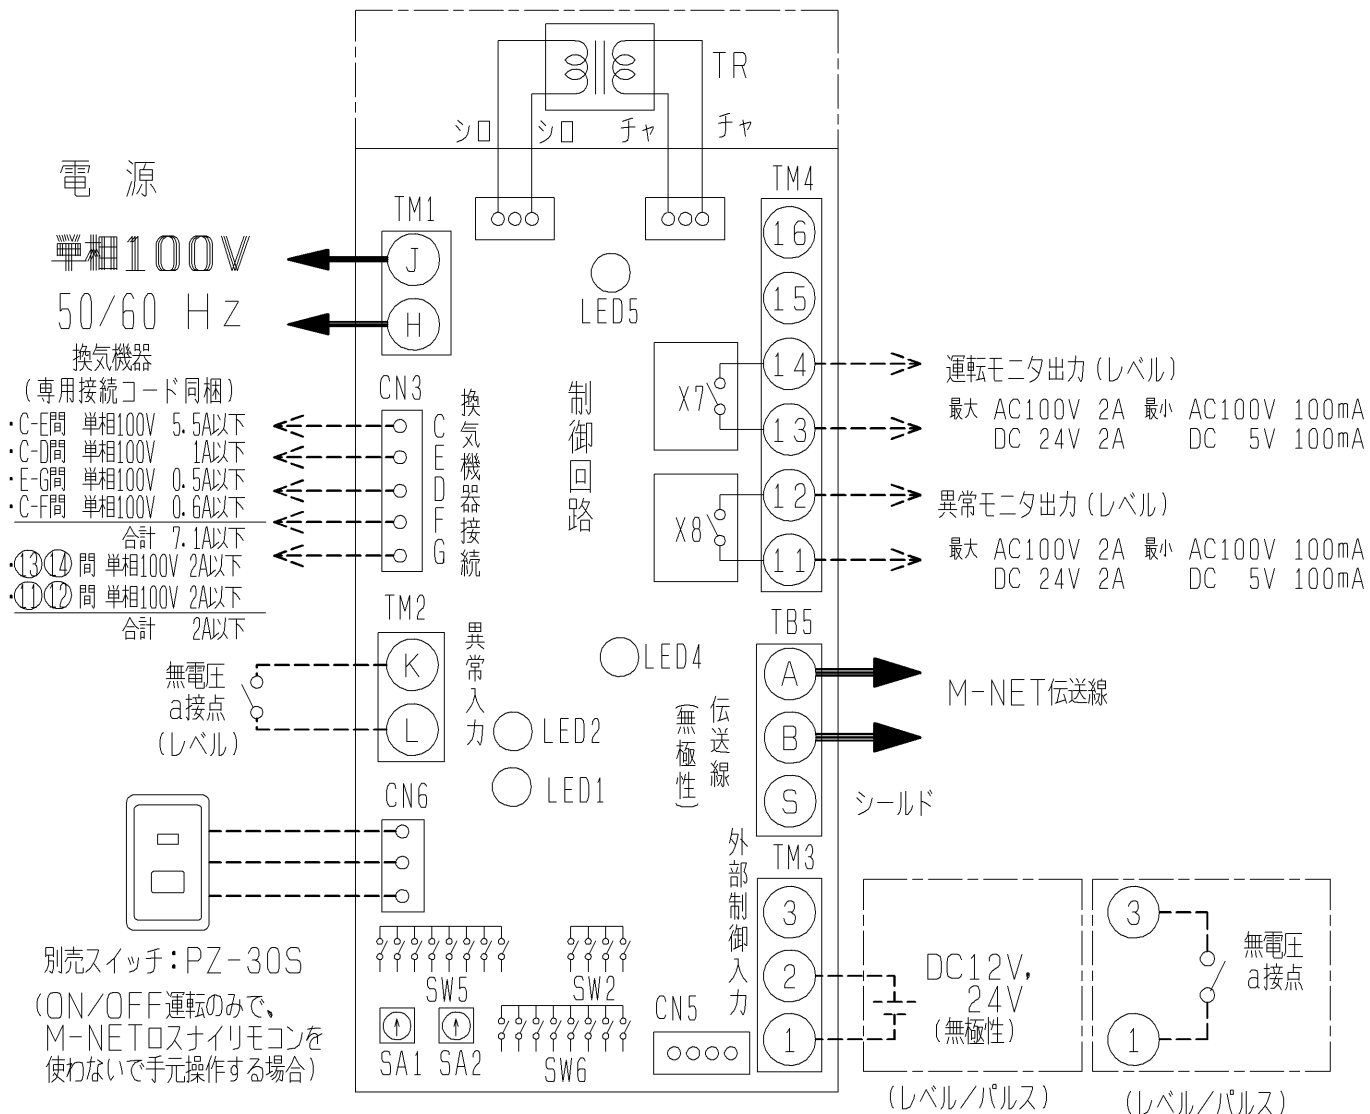 TR
シロ
シロ
チャ
チャ
電 源
単相100V
50/60 Hz
TM1
J
H
TM4
16
15
14
13
12
11
LED5
換気機器
(専用接続コード同梱)
・C-E間 単相100V 5.5A以下
・C-D間 単相100V 1A以下
・E-G間 単相100V 0.5A以下
・C-F間 単相100V 0.6A以下
合計 7.1A以下
・⑬⑭間 単相100V 2A以下
・⑪⑫間 単相100V 2A以下
合計 2A以下
CN3
C
E
D
F
G
換気機器接続
制御回路
X7
X8
運転モニタ出力(レベル)
最大 AC100V 2A 最小 AC100V 100mA
DC 24V 2A DC 5V 100mA
異常モニタ出力(レベル)
最大 AC100V 2A 最小 AC100V 100mA
DC 24V 2A DC 5V 100mA
TM2
K
L
異常入力
無電圧
a接点
(レベル)
LED4
LED2
LED1
TB5
A
B
S
伝送線
(無極性)
M-NET伝送線
シールド
CN6
別売スイッチ:PZ-30S
(ON/OFF運転のみで、
M-NETロスナイリモコンを
使わないで手元操作する場合)
SW5
SW2
SA1
SA2
SW6
CN5
外部制御入力
TM3
3
2
1
DC12V,
24V
(無極性)
(レベル/パルス)
3
1
無電圧
a接点
(レベル/パルス)